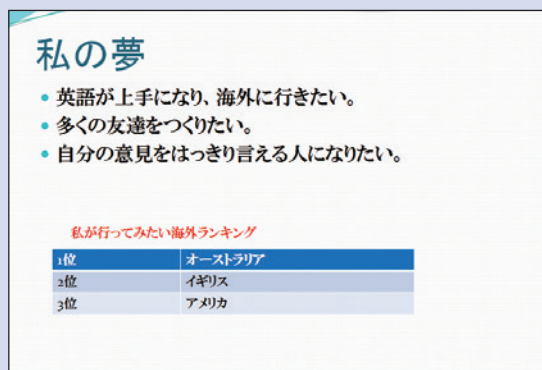 私の夢
• 英語が上手になり、海外に行きたい。
• 多くの友達をつくりたい。
• 自分の意見をはっきり言える人になりたい。
私が行ってみたい海外ランキング
1位 オーストラリア
2位 イギリス
3位 アメリカ